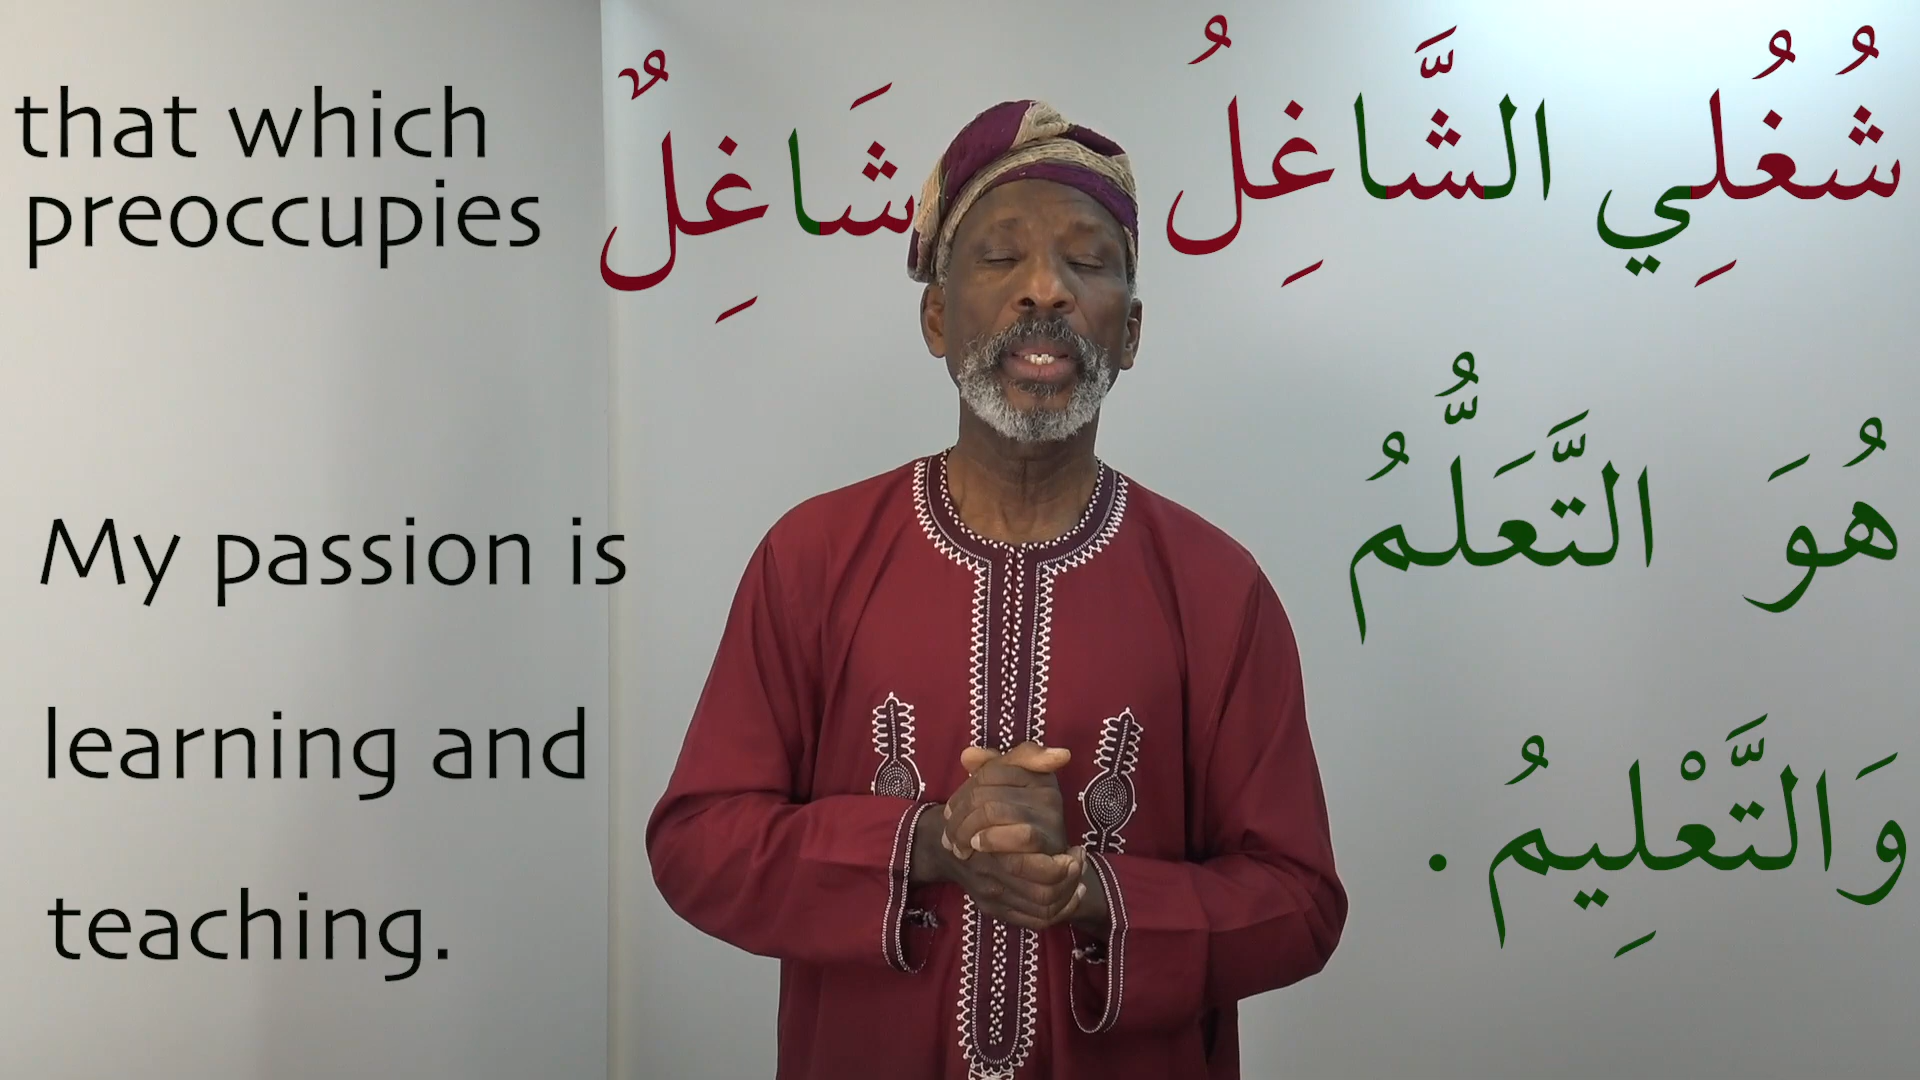 that which
preoccupies
شَاغِلٌ
شُغُلِي الشَّاغِلُ
هُوَ التَّعَلُّمُ
وَالتَّعْلِيمُ .
My passion is
learning and
teaching.